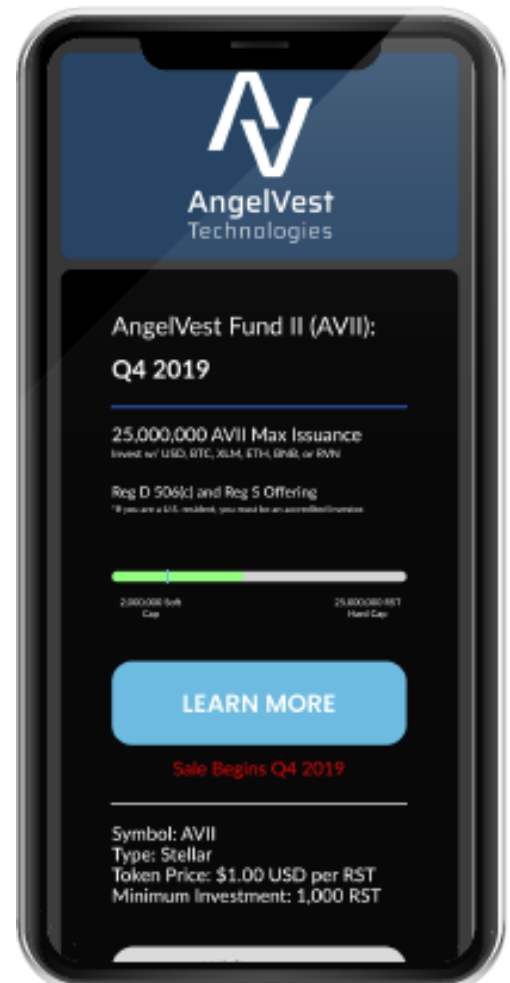 AngelVest
Technologies
AngelVest Fund II (AVII):
Q4 2019
25,000,000 AVII Max Issuance
Invest w/ USD, BTC, XLM, ETH, BNB, or RVN
Reg D 506(c) and Reg S Offering
*If you are a U.S. resident, you must be an accredited investor.
2,000,000 Soft
Cap
25,000,000 RST
Hard Cap
LEARN MORE
Sale Begins Q4 2019
Symbol: AVII
Type: Stellar
Token Price: $1.00 USD per RST
Minimum Investment: 1,000 RST